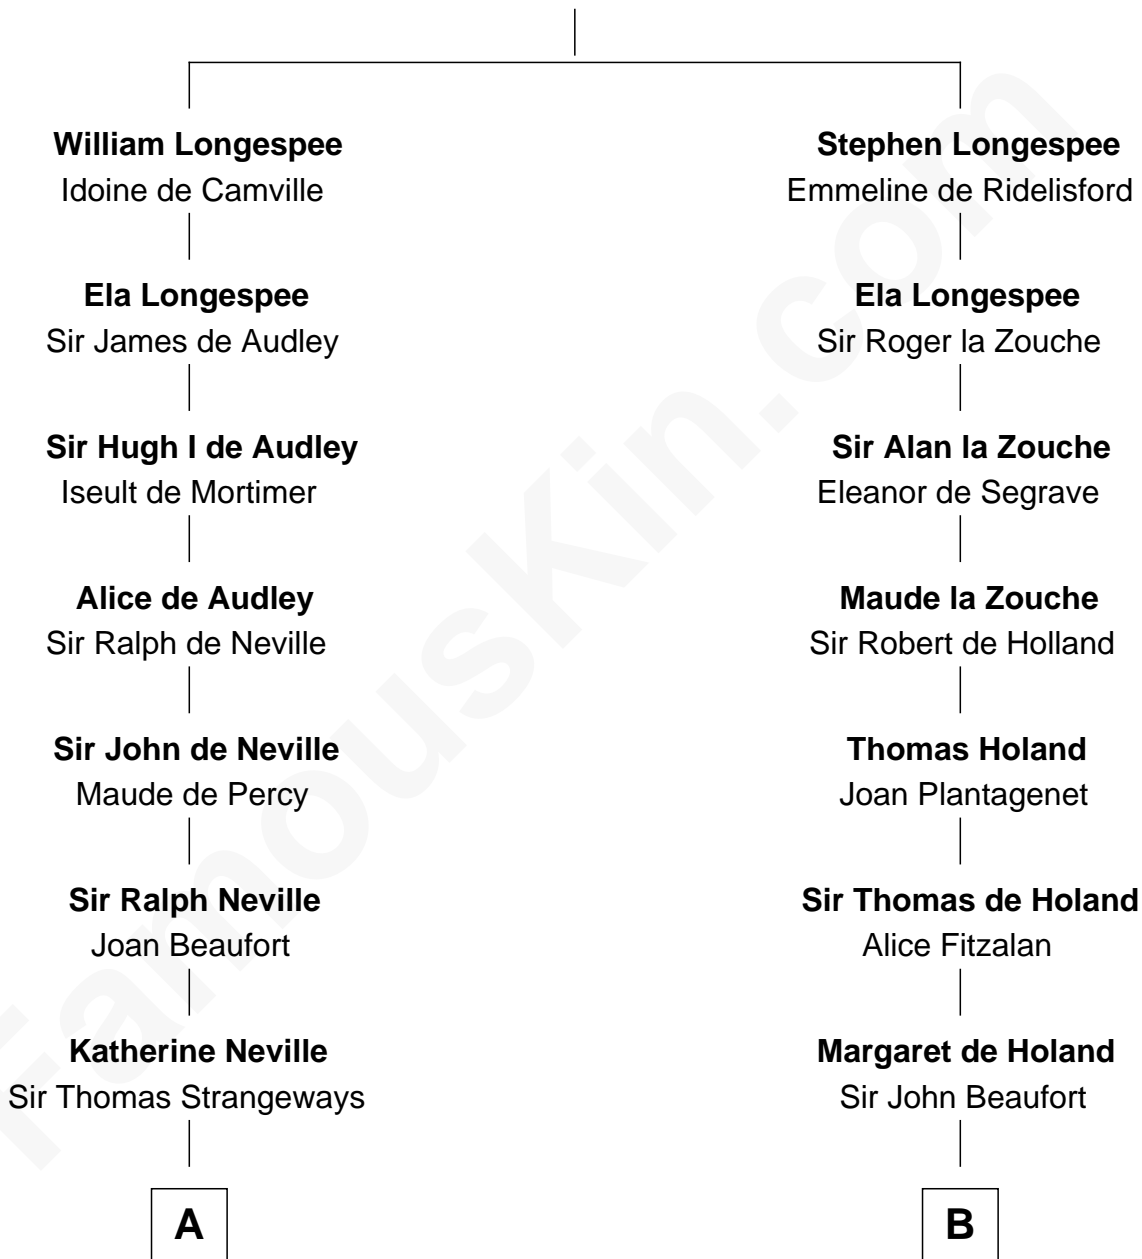 William Longespee
Idoine de Camville
Ela Longespee
Sir James de Audley
Sir Hugh I de Audley
Iseult de Mortimer
Alice de Audley
Sir Ralph de Neville
Sir John de Neville
Maude de Percy
Sir Ralph Neville
Joan Beaufort
Katherine Neville
Sir Thomas Strangeways
A
Stephen Longespee
Emmeline de Ridelisford
Ela Longespee
Sir Roger la Zouche
Sir Alan la Zouche
Eleanor de Segrave
Maude la Zouche
Sir Robert de Holland
Thomas Holand
Joan Plantagenet
Sir Thomas de Holand
Alice Fitzalan
Margaret de Holand
Sir John Beaufort
B
FamousKin.com